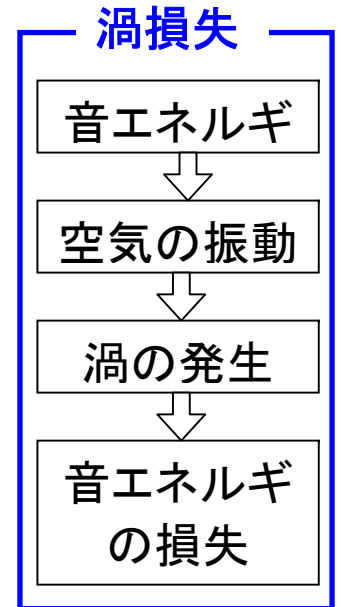 渦損失
音エネルギ
空気の振動
渦の発生
音エネルギ
の損失